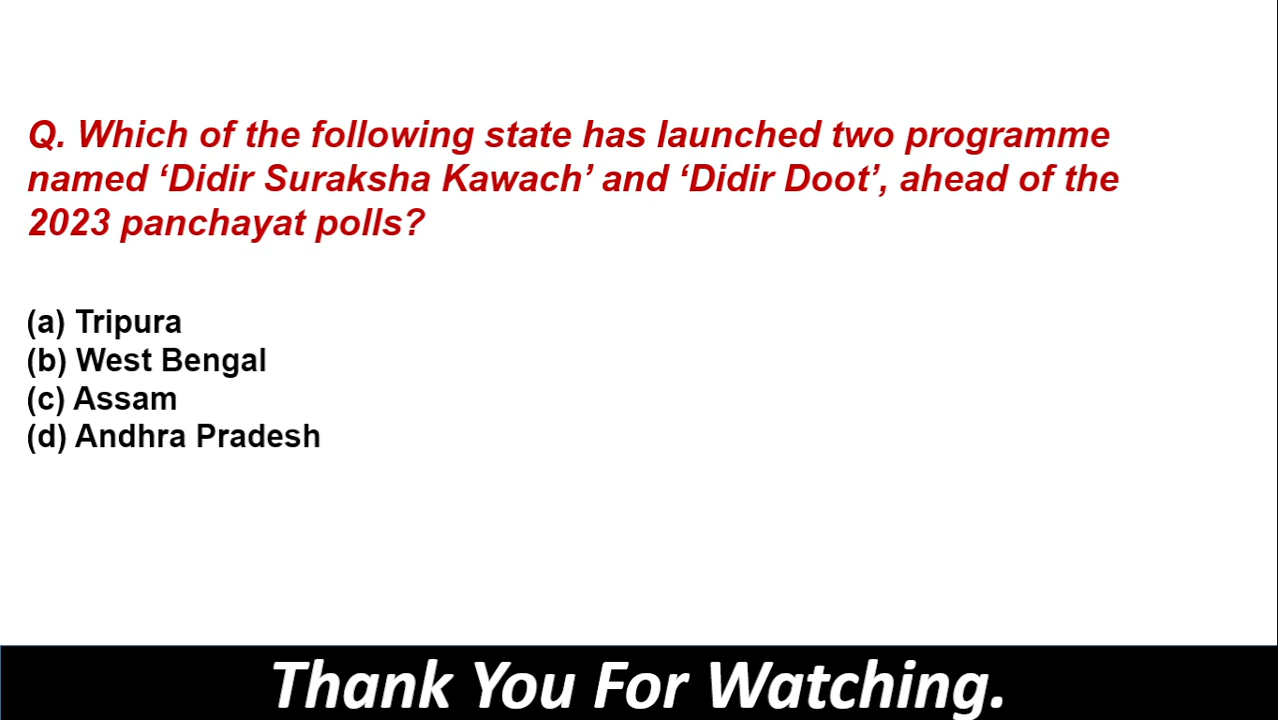 Q. Which of the following state has launched two programme
named ‘Didir Suraksha Kawach’ and ‘Didir Doot’, ahead of the
2023 panchayat polls?
(a) Tripura
(b) West Bengal
(c) Assam
(d) Andhra Pradesh
Thank You For Watching.